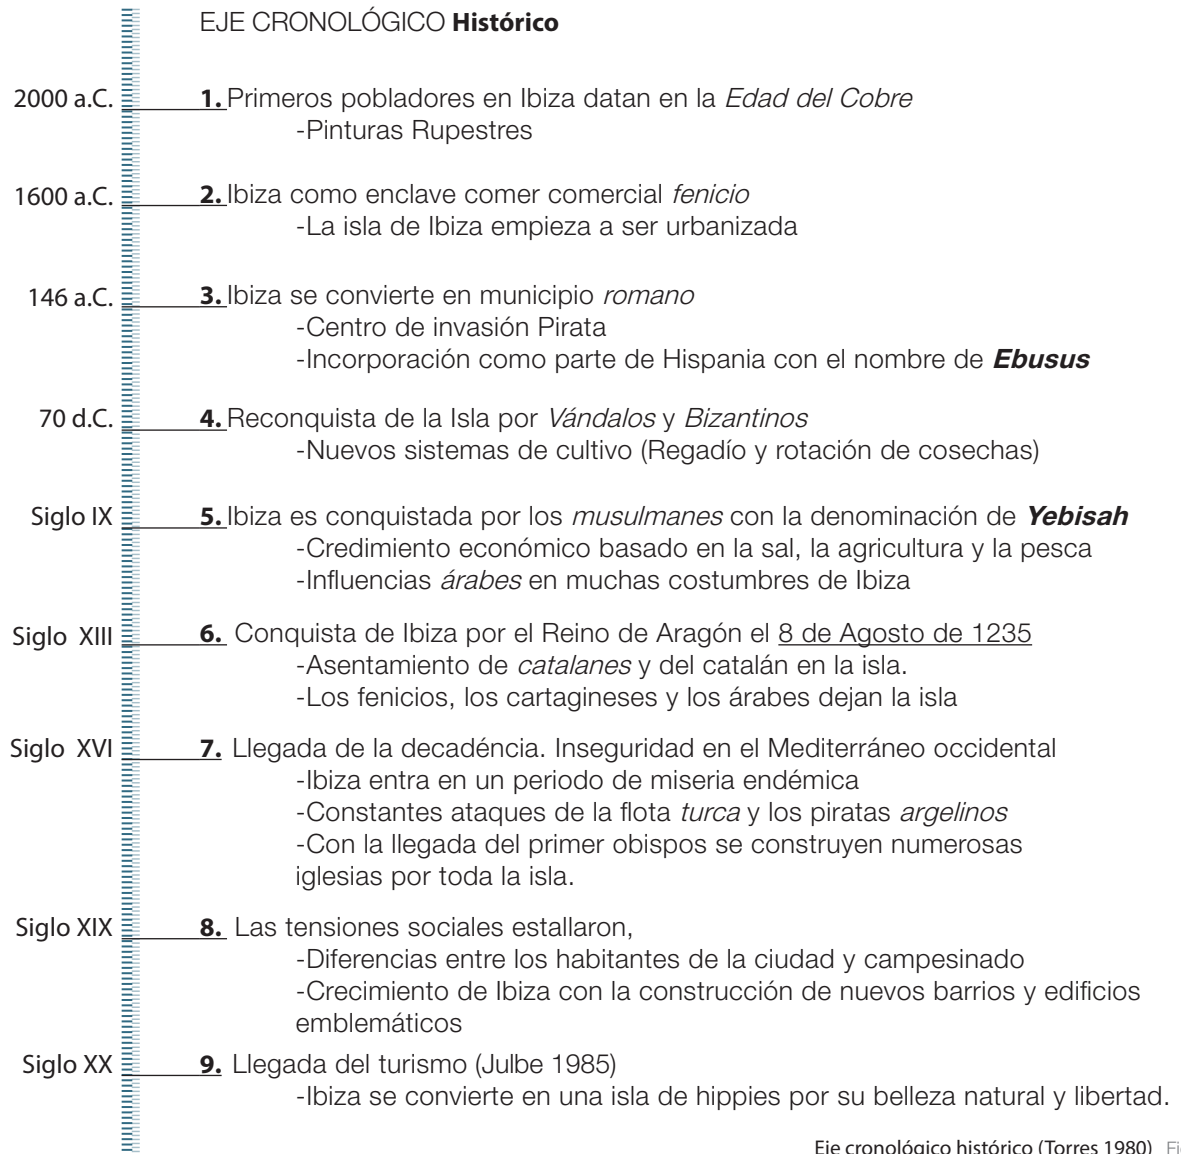 EJE CRONOLÓGICO Histórico
2000 a.C. 1. Primeros pobladores en Ibiza datan en la Edad del Cobre
-Pinturas Rupestres
1600 a.C. 2. Ibiza como enclave comer comercial fenicio
-La isla de Ibiza empieza a ser urbanizada
146 a.C. 3. Ibiza se convierte en municipio romano
-Centro de invasión Pirata
-Incorporación como parte de Hispania con el nombre de Ebusus
70 d.C. 4. Reconquista de la Isla por Vándalos y Bizantinos
-Nuevos sistemas de cultivo (Regadío y rotación de cosechas)
Siglo IX 5. Ibiza es conquistada por los musulmanes con la denominación de Yebisah
-Credimiento económico basado en la sal, la agricultura y la pesca
-Influencias árabes en muchas costumbres de Ibiza
Siglo XIII 6. Conquista de Ibiza por el Reino de Aragón el 8 de Agosto de 1235
-Asentamiento de catalanes y del catalán en la isla.
-Los fenicios, los cartagineses y los árabes dejan la isla
Siglo XVI 7. Llegada de la decadéncia. Inseguridad en el Mediterráneo occidental
-Ibiza entra en un periodo de miseria endémica
-Constantes ataques de la flota turca y los piratas argelinos
-Con la llegada del primer obispos se construyen numerosas
iglesias por toda la isla.
Siglo XIX 8. Las tensiones sociales estallaron,
-Diferencias entre los habitantes de la ciudad y campesinado
-Crecimiento de Ibiza con la construcción de nuevos barrios y edificios
emblemáticos
Siglo XX 9. Llegada del turismo (Julbe 1985)
-Ibiza se convierte en una isla de hippies por su belleza natural y libertad.
Eje cronológico histórico (Torres 1980)